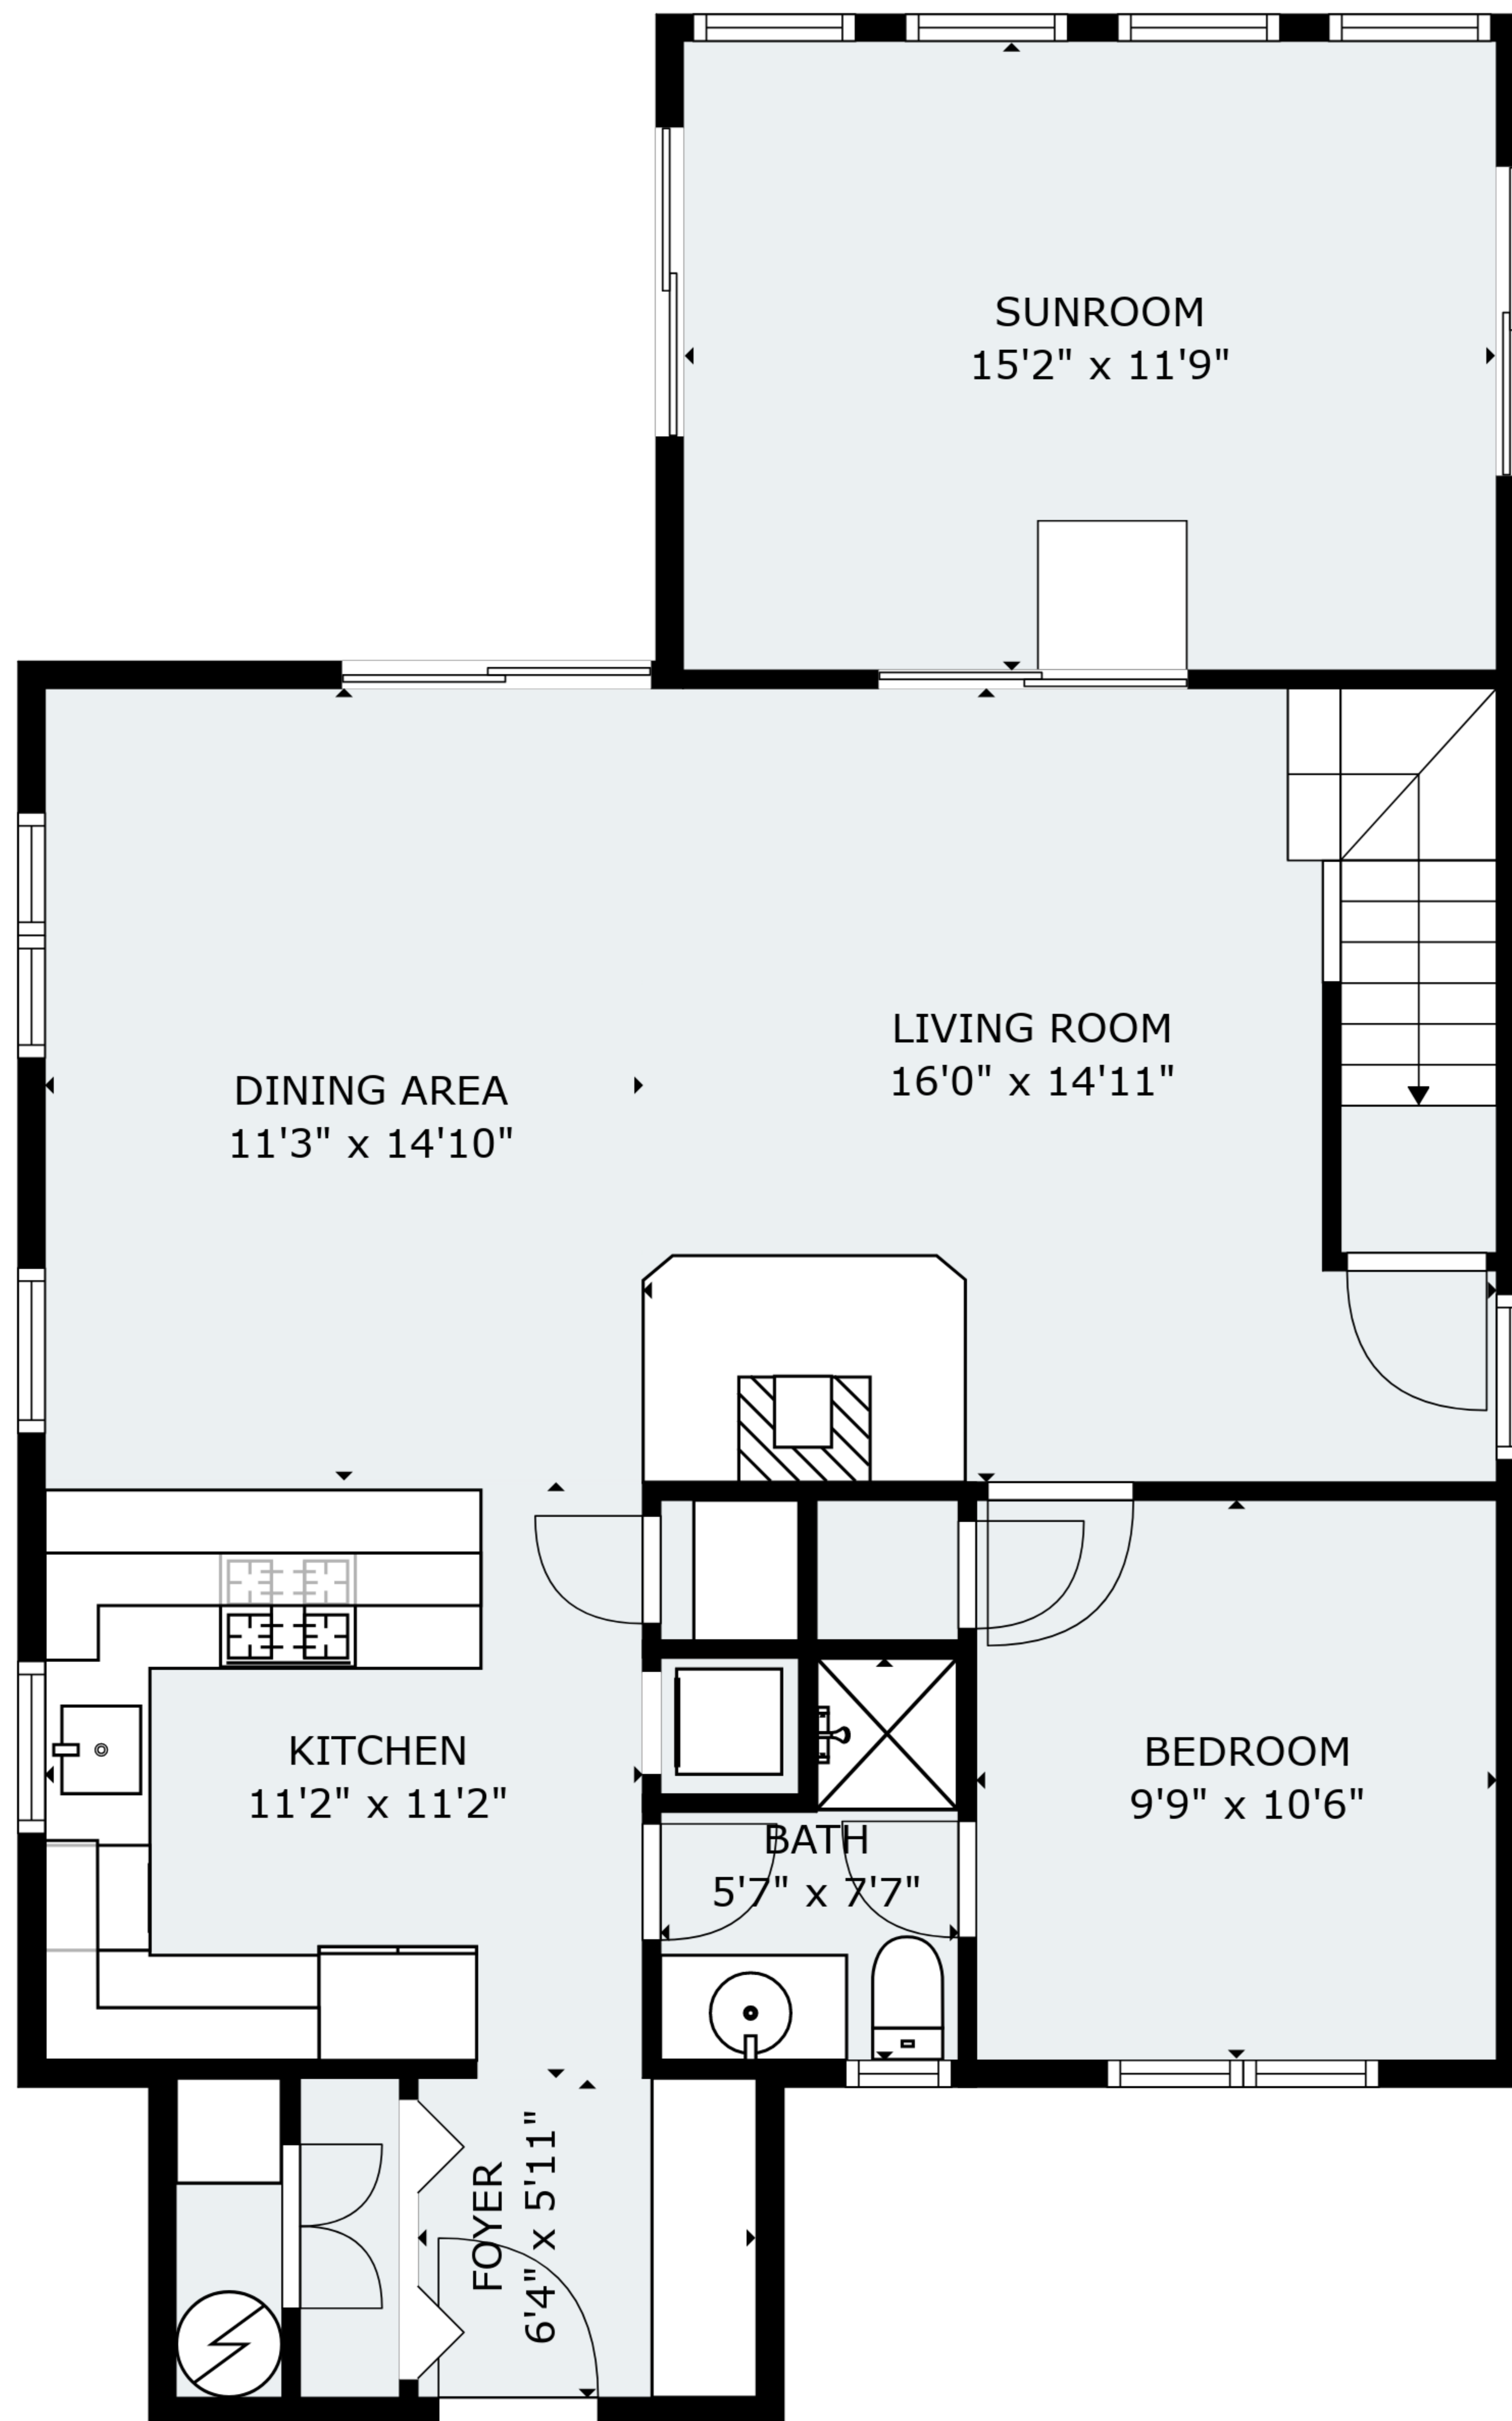 SUNROOM
15'2" x 11'9"
LIVING ROOM
16'0" x 14'11"
DINING AREA
11'3" x 14'10"
KITCHEN
11'2" x 11'2"
BEDROOM
9'9" x 10'6"
BATH
5'7" x 7'7"
FOYER
6'4" x 5'11"